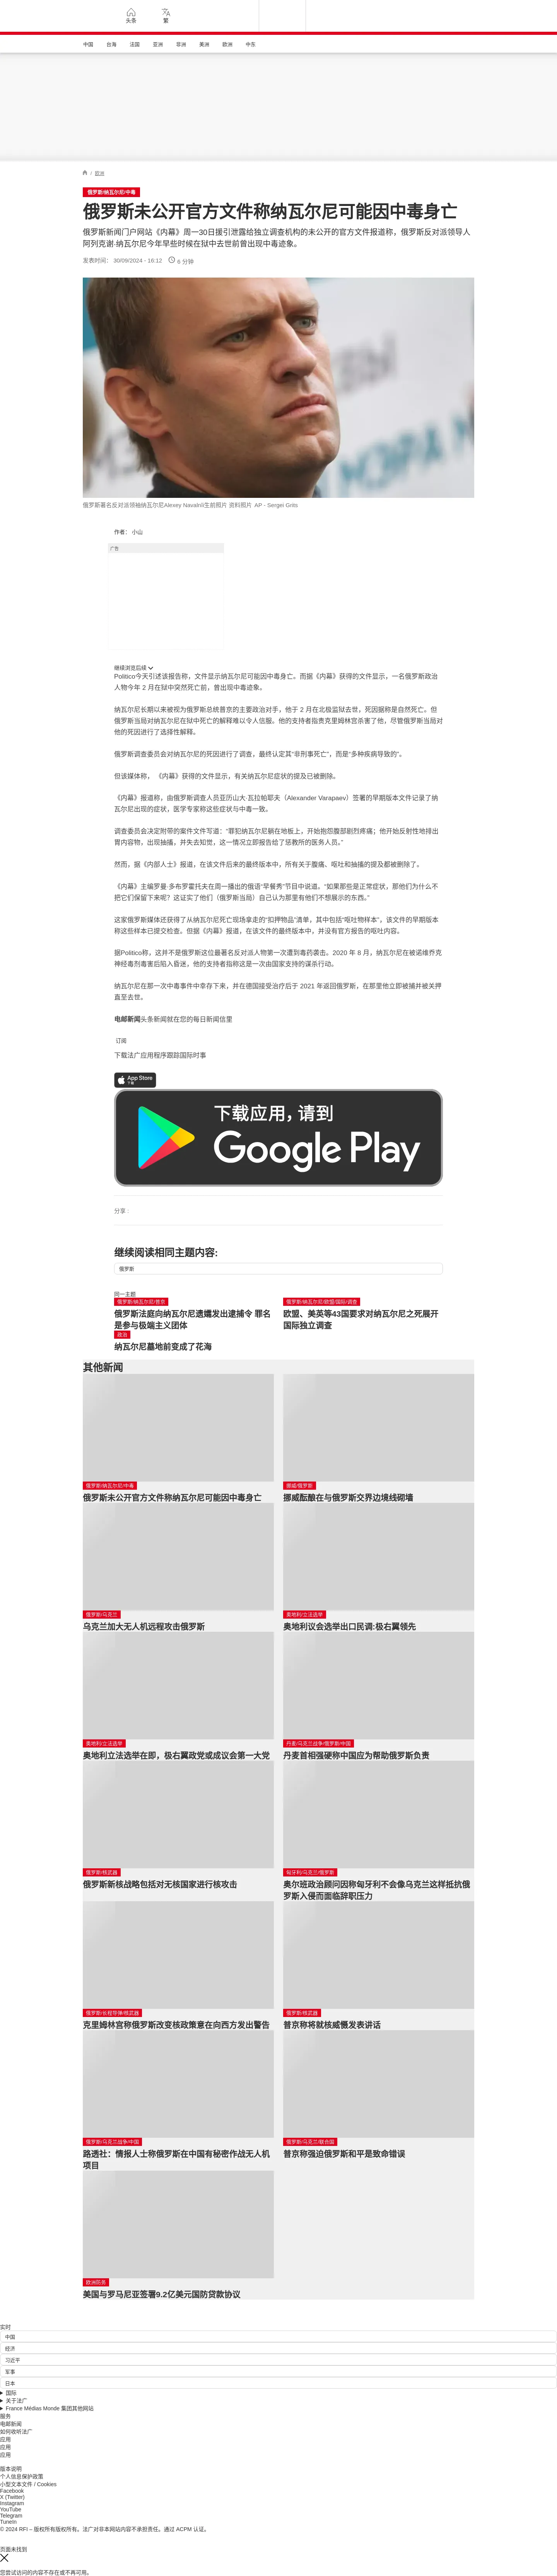 头条
繁
中国
台海
法国
亚洲
非洲
美洲
欧洲
中东
/ 欧洲
俄罗斯/纳瓦尔尼/中毒
俄罗斯未公开官方文件称纳瓦尔尼可能因中毒身亡
俄罗斯新闻门户网站《内幕》周一30日援引泄露给独立调查机构的未公开的官方文件报道称，俄罗斯反对派领导人
阿列克谢·纳瓦尔尼今年早些时候在狱中去世前曾出现中毒迹象。
发表时间： 30/09/2024 - 16:12
6 分钟
俄罗斯著名反对派领袖纳瓦尔尼Alexey Navalnîi生前照片 资料照片 AP - Sergei Grits
作者： 小山
广告
继续浏览后续
Politico今天引述该报告称，文件显示纳瓦尔尼可能因中毒身亡。而据《内幕》获得的文件显示，一名俄罗斯政治
人物今年 2 月在狱中突然死亡前，曾出现中毒迹象。
纳瓦尔尼长期以来被视为俄罗斯总统普京的主要政治对手，他于 2 月在北极监狱去世，死因据称是自然死亡。但
俄罗斯当局对纳瓦尔尼在狱中死亡的解释难以令人信服。他的支持者指责克里姆林宫杀害了他，尽管俄罗斯当局对
他的死因进行了选择性解释。
俄罗斯调查委员会对纳瓦尔尼的死因进行了调查，最终认定其“非刑事死亡”，而是“多种疾病导致的”。
但该媒体称， 《内幕》获得的文件显示，有关纳瓦尔尼症状的提及已被删除。
《内幕》报道称，由俄罗斯调查人员亚历山大·瓦拉帕耶夫（Alexander Varapaev）签署的早期版本文件记录了纳
瓦尔尼出现的症状，医学专家称这些症状与中毒一致。
调查委员会决定附带的案件文件写道：“罪犯纳瓦尔尼躺在地板上，开始抱怨腹部剧烈疼痛；他开始反射性地排出
胃内容物，出现抽搐，并失去知觉，这一情况立即报告给了惩教所的医务人员。”
然而，据《内部人士》报道，在该文件后来的最终版本中，所有关于腹痛、呕吐和抽搐的提及都被删除了。
《内幕》主编罗曼·多布罗霍托夫在周一播出的俄语“早餐秀”节目中说道。“如果那些是正常症状，那他们为什么不
把它们保留下来呢？这证实了他们（俄罗斯当局）自己认为那里有他们不想展示的东西。”
这家俄罗斯媒体还获得了从纳瓦尔尼死亡现场拿走的“扣押物品”清单，其中包括“呕吐物样本”，该文件的早期版本
称这些样本已提交检查。但据《内幕》报道，在该文件的最终版本中，并没有官方报告的呕吐内容。
据Politico称，这并不是俄罗斯这位最著名反对派人物第一次遭到毒药袭击。2020 年 8 月，纳瓦尔尼在被诺维乔克
神经毒剂毒害后陷入昏迷，他的支持者指称这是一次由国家支持的谋杀行动。
纳瓦尔尼在那一次中毒事件中幸存下来，并在德国接受治疗后于 2021 年返回俄罗斯，在那里他立即被捕并被关押
直至去世。
电邮新闻头条新闻就在您的每日新闻信里
订阅
下载法广应用程序跟踪国际时事
App Store
下载
下载应用，请到
Google Play
分享 :
继续阅读相同主题内容:
俄罗斯
同一主题
俄罗斯/纳瓦尔尼/普京
俄罗斯法庭向纳瓦尔尼遗孀发出逮捕令 罪名
是参与极端主义团体
俄罗斯/纳瓦尔尼/欧盟/国际/调查
欧盟、美英等43国要求对纳瓦尔尼之死展开
国际独立调查
政治
纳瓦尔尼墓地前变成了花海
其他新闻
俄罗斯/纳瓦尔尼/中毒
俄罗斯未公开官方文件称纳瓦尔尼可能因中毒身亡
挪威/俄罗斯
挪威酝酿在与俄罗斯交界边境线砌墙
俄罗斯/乌克兰
乌克兰加大无人机远程攻击俄罗斯
奥地利/立法选举
奥地利议会选举出口民调:极右翼领先
奥地利/立法选举
奥地利立法选举在即，极右翼政党或成议会第一大党
丹麦/乌克兰战争/俄罗斯/中国
丹麦首相强硬称中国应为帮助俄罗斯负责
俄罗斯/核武器
俄罗斯新核战略包括对无核国家进行核攻击
匈牙利/乌克兰/俄罗斯
奥尔班政治顾问因称匈牙利不会像乌克兰这样抵抗俄
罗斯入侵而面临辞职压力
俄罗斯/长程导弹/核武器
克里姆林宫称俄罗斯改变核政策意在向西方发出警告
俄罗斯/核武器
普京称将就核威慑发表讲话
俄罗斯/乌克兰战争/中国
路透社：情报人士称俄罗斯在中国有秘密作战无人机
项目
俄罗斯/乌克兰/联合国
普京称强迫俄罗斯和平是致命错误
欧洲防务
美国与罗马尼亚签署9.2亿美元国防贷款协议
实时
中国
经济
习近平
军事
日本
国际
关于法广
France Médias Monde 集团其他网站
服务
电邮新闻
如何收听法广
应用
应用
应用
版本说明
个人信息保护政策
小型文本文件 / Cookies
Facebook
X (Twitter)
Instagram
YouTube
Telegram
TuneIn
© 2024 RFI – 版权所有版权所有。法广对非本网站内容不承担责任。通过 ACPM 认证。
页面未找到
您尝试访问的内容不存在或不再可用。